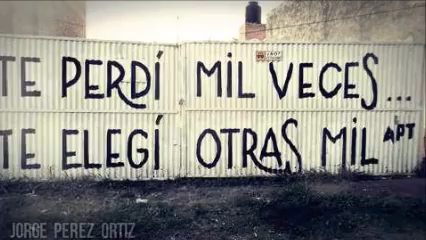 TE PERDÍ MIL VECES...
TE ELEGÍ OTRAS MIL APT
JORGE PEREZ ORTIZ